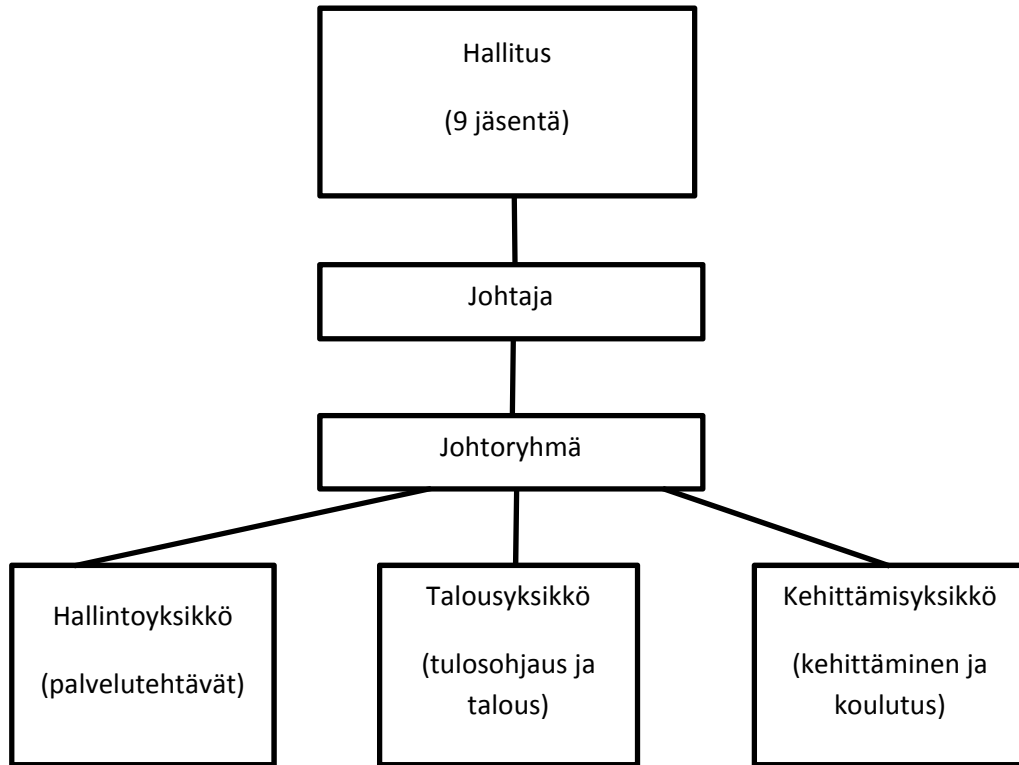 Hallitus
(9 jäsentä)
Johtaja
Johtoryhmä
Hallintoyksikkö
(palvelutehtävät)
Talousyksikkö
(tulosohjaus ja
talous)
Kehittämisyksikkö
(kehittäminen ja
koulutus)